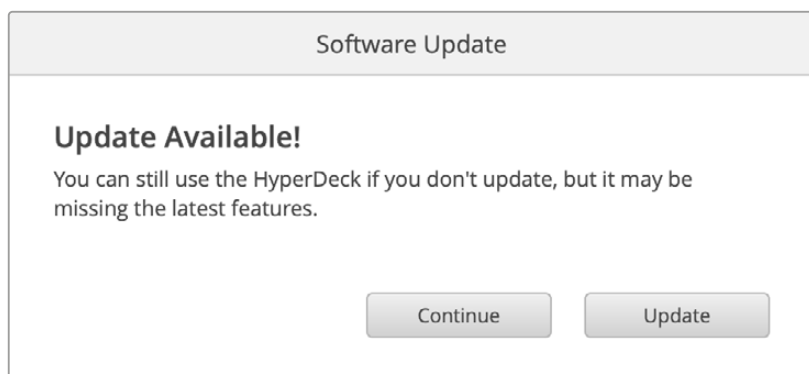 Software Update
Update Available!
You can still use the HyperDeck if you don't update, but it may be
missing the latest features.
Continue
Update